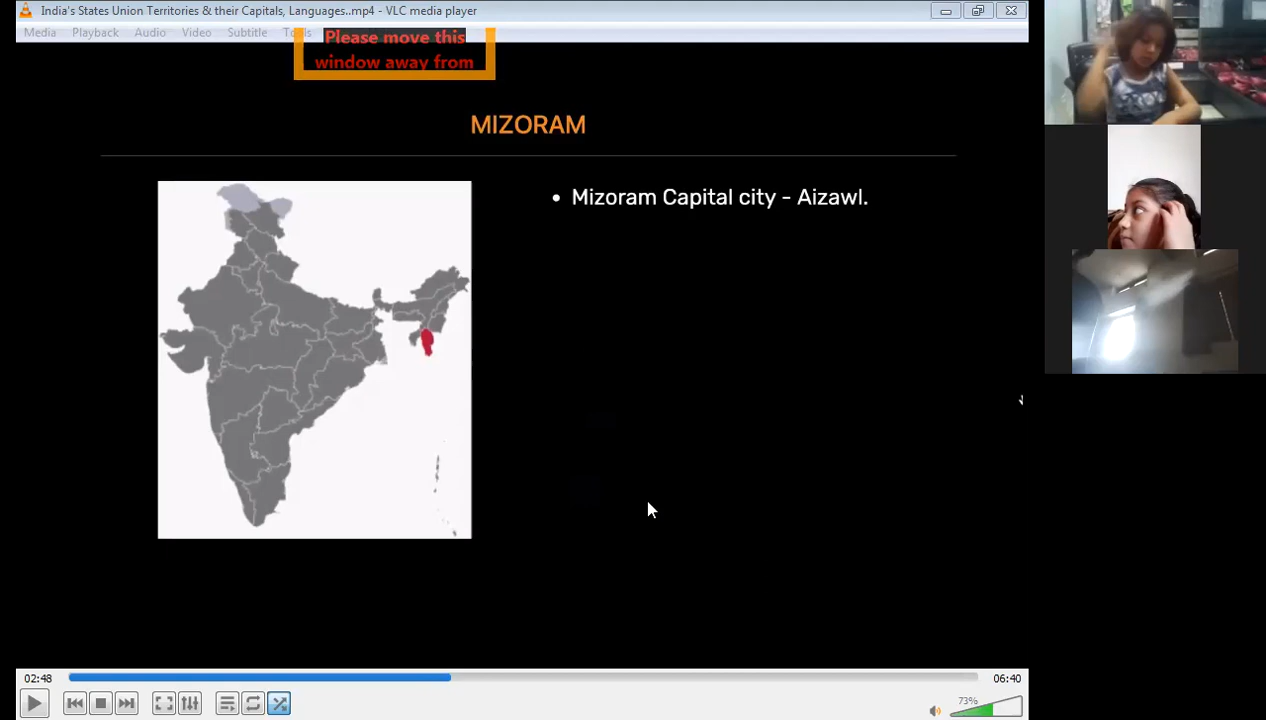 India's States Union Territories & their Capitals, Languages..mp4 - VLC media player
Media Playback Audio Video Subtitle Tools
Please move this
window away from
MIZORAM
• Mizoram Capital city - Aizawl.
02:48
06:40
73%